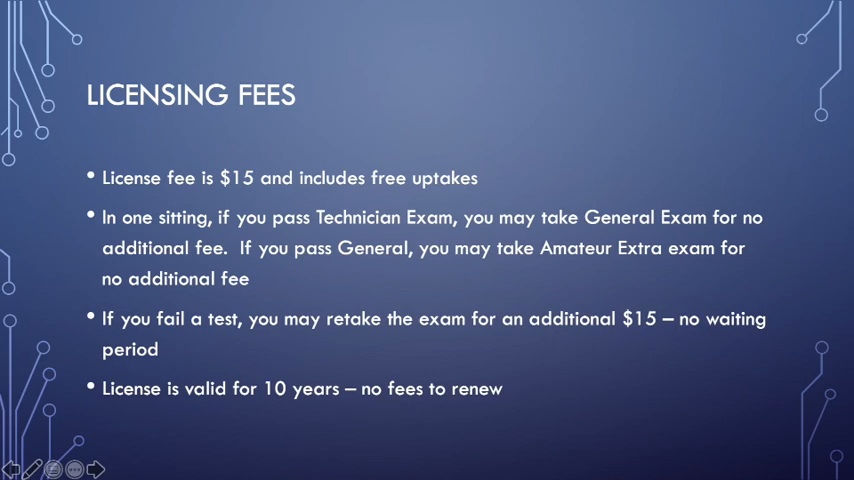 LICENSING FEES
• License fee is $15 and includes free uptakes
• In one sitting, if you pass Technician Exam, you may take General Exam for no
additional fee.  If you pass General, you may take Amateur Extra exam for
no additional fee
• If you fail a test, you may retake the exam for an additional $15 – no waiting
period
• License is valid for 10 years – no fees to renew